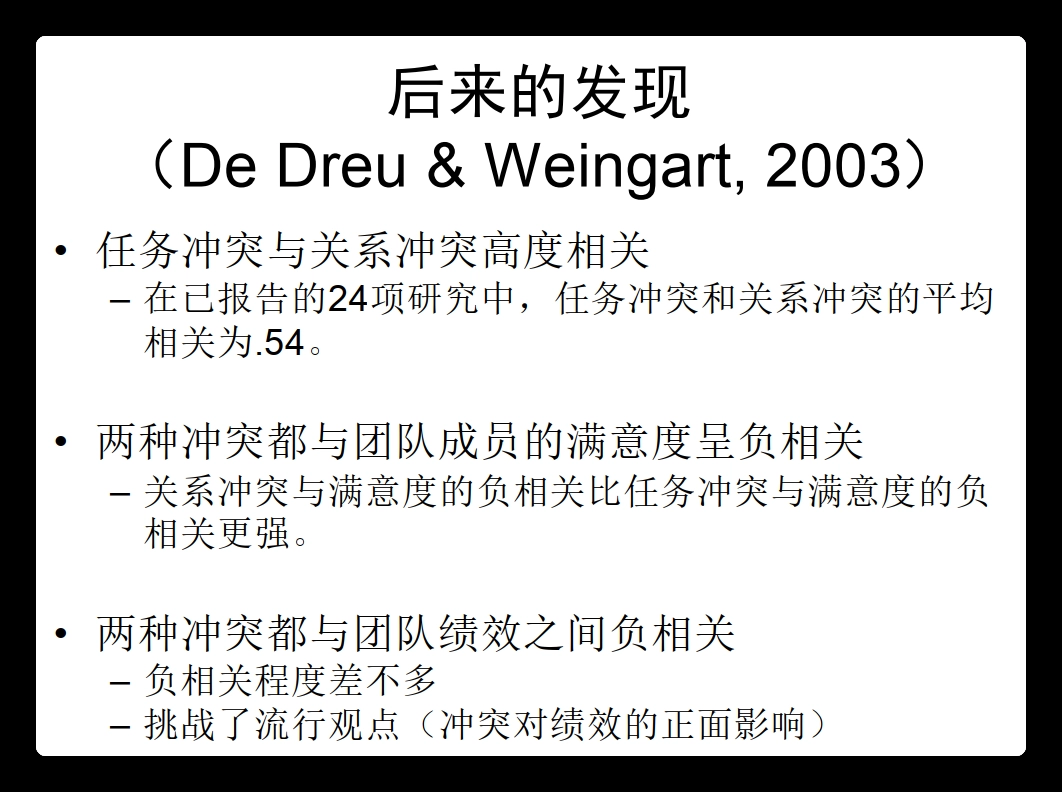 后来的发现
（De Dreu & Weingart, 2003）
• 任务冲突与关系冲突高度相关
– 在已报告的24项研究中，任务冲突和关系冲突的平均
相关为.54。
• 两种冲突都与团队成员的满意度呈负相关
– 关系冲突与满意度的负相关比任务冲突与满意度的负
相关更强。
• 两种冲突都与团队绩效之间负相关
– 负相关程度差不多
– 挑战了流行观点（冲突对绩效的正面影响）